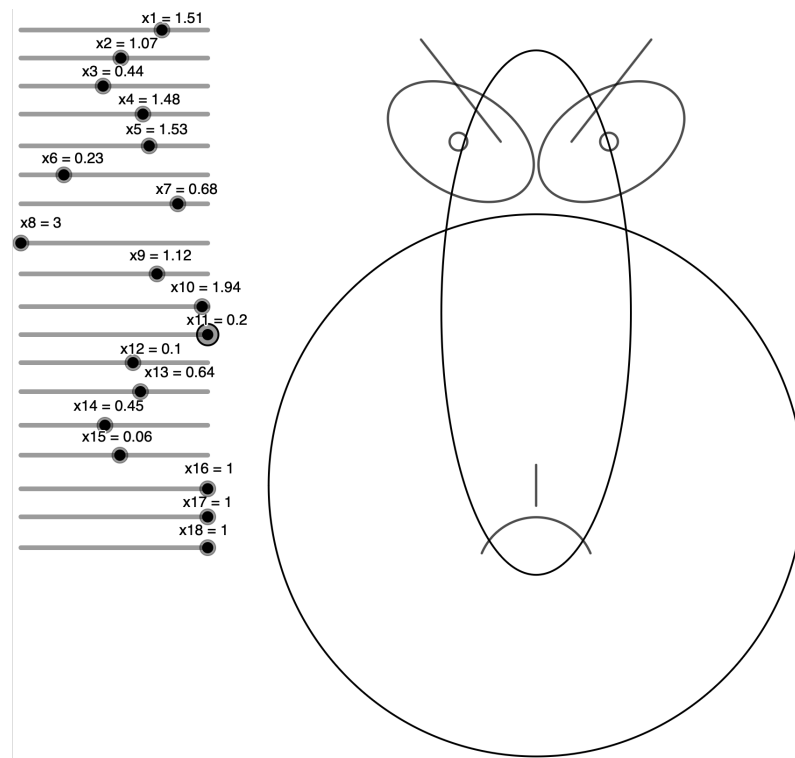 x1 = 1.51
x2 = 1.07
x3 = 0.44
x4 = 1.48
x5 = 1.53
x6 = 0.23
x7 = 0.68
x8 = 3
x9 = 1.12
x10 = 1.94
x11 = 0.2
x12 = 0.1
x13 = 0.64
x14 = 0.45
x15 = 0.06
x16 = 1
x17 = 1
x18 = 1